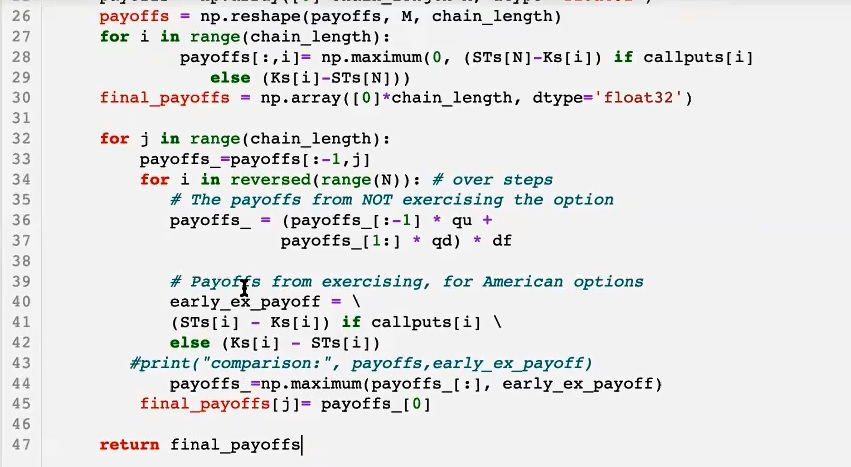 26 payoffs = np.reshape(payoffs, M, chain_length)
27 for i in range(chain_length):
28 payoffs[:,i]= np.maximum(0, (STs[N]-Ks[i]) if callputs[i]
29 else (Ks[i]-STs[N]))
30 final_payoffs = np.array([0]*chain_length, dtype='float32')
31
32 for j in range(chain_length):
33 payoffs_=payoffs[:-1,j]
34 for i in reversed(range(N)): # over steps
35 # The payoffs from NOT exercising the option
36 payoffs_ = (payoffs_[:-1] * qu +
37 payoffs_[1:] * qd) * df
38
39 # Payoffs from exercising, for American options
40 early_ex_payoff = \
41 (STs[i] - Ks[i]) if callputs[i] \
42 else (Ks[i] - STs[i])
43 #print("comparison:", payoffs,early_ex_payoff)
44 payoffs_=np.maximum(payoffs_[:], early_ex_payoff)
45 final_payoffs[j]= payoffs_[0]
46
47 return final_payoffs